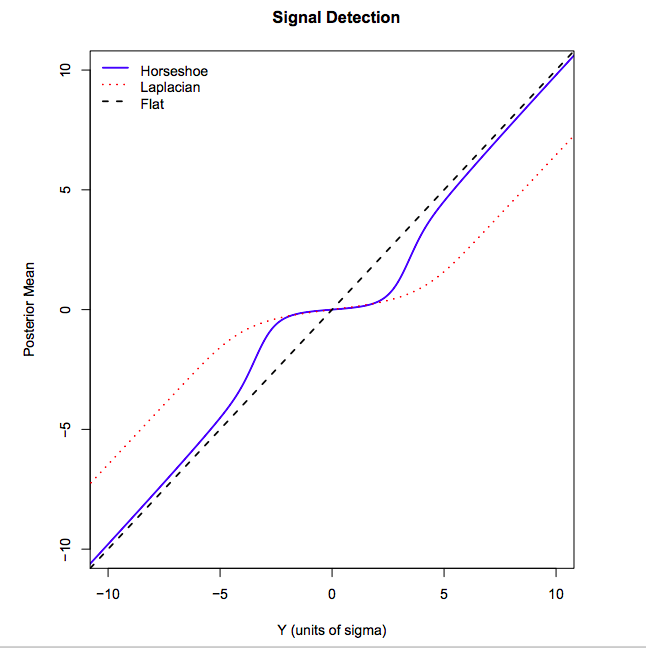 Signal Detection
Horseshoe
Laplacian
Flat
10
5
0
−5
−10
Posterior Mean
−10 −5 0 5 10
Y (units of sigma)